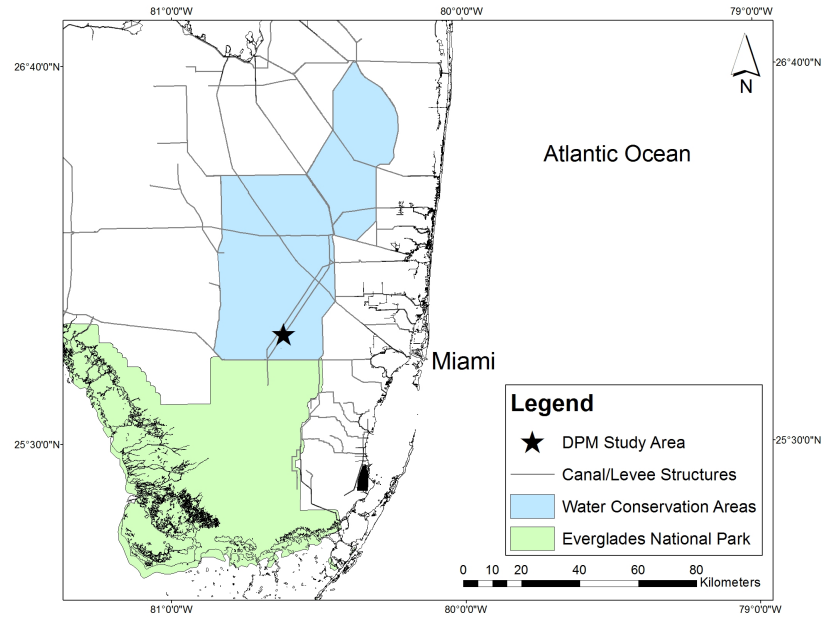 81°0'0"W 80°0'0"W 79°0'0"W
26°40'0"N 26°40'0"N
N
Atlantic Ocean
Miami
Legend
DPM Study Area
Canal/Levee Structures
Water Conservation Areas
Everglades National Park
25°30'0"N 25°30'0"N
0 10 20 40 60 80
Kilometers
81°0'0"W 80°0'0"W 79°0'0"W